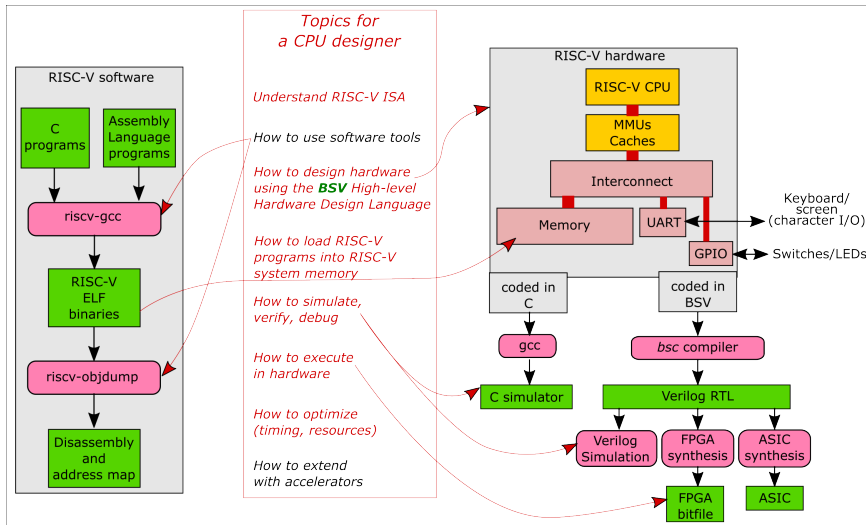 Topics for
a CPU designer
Understand RISC-V ISA
How to use software tools
How to design hardware
using the BSV High-level
Hardware Design Language
How to load RISC-V
programs into RISC-V
system memory
How to simulate,
verify, debug
How to execute
in hardware
How to optimize
(timing, resources)
How to extend
with accelerators
RISC-V software
C
programs
Assembly
Language
programs
riscv-gcc
RISC-V
ELF
binaries
riscv-objdump
Disassembly
and
address map
RISC-V hardware
RISC-V CPU
MMUs
Caches
Interconnect
Memory
UART
GPIO
Keyboard/
screen
(character I/O)
Switches/LEDs
coded in
C
coded in
BSV
gcc
bsc compiler
C simulator
Verilog RTL
Verilog
Simulation
FPGA
synthesis
ASIC
synthesis
FPGA
bitfile
ASIC